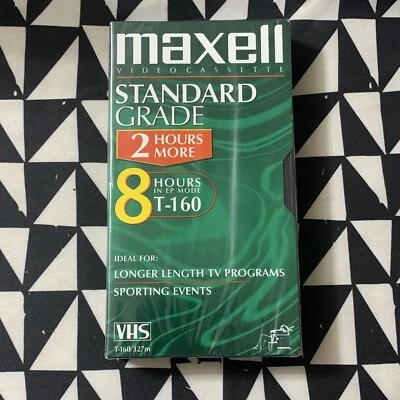 maxell
VIDEOCASSETTE
STANDARD
GRADE
2 HOURS
MORE
8 HOURS
IN EP MODE
T-160
IDEAL FOR:
LONGER LENGTH TV PROGRAMS
SPORTING EVENTS
VHS
T-160/327m